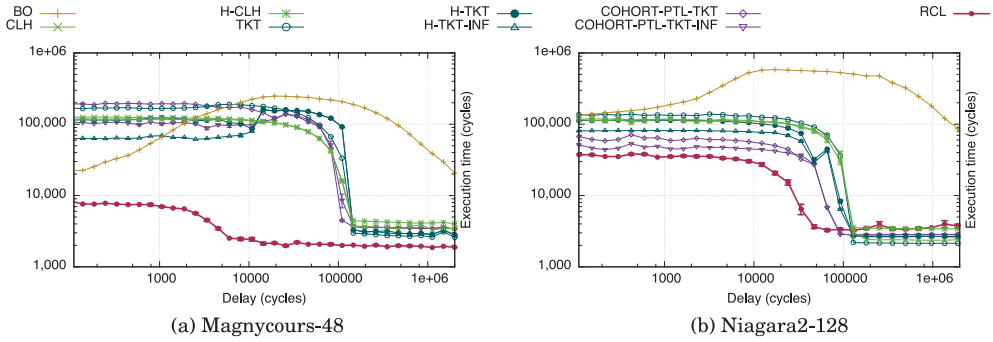 BO H-CLH H-TKT COHORT-PTL-TKT RCL
CLH TKT H-TKT-INF COHORT-PTL-TKT-INF
1e+06
100,000
10,000
1,000
1000 10000 100000 1e+06
Delay (cycles)
Execution time (cycles)
(a) Magnycours-48
1e+06
100,000
10,000
1,000
1000 10000 100000 1e+06
Delay (cycles)
Execution time (cycles)
(b) Niagara2-128